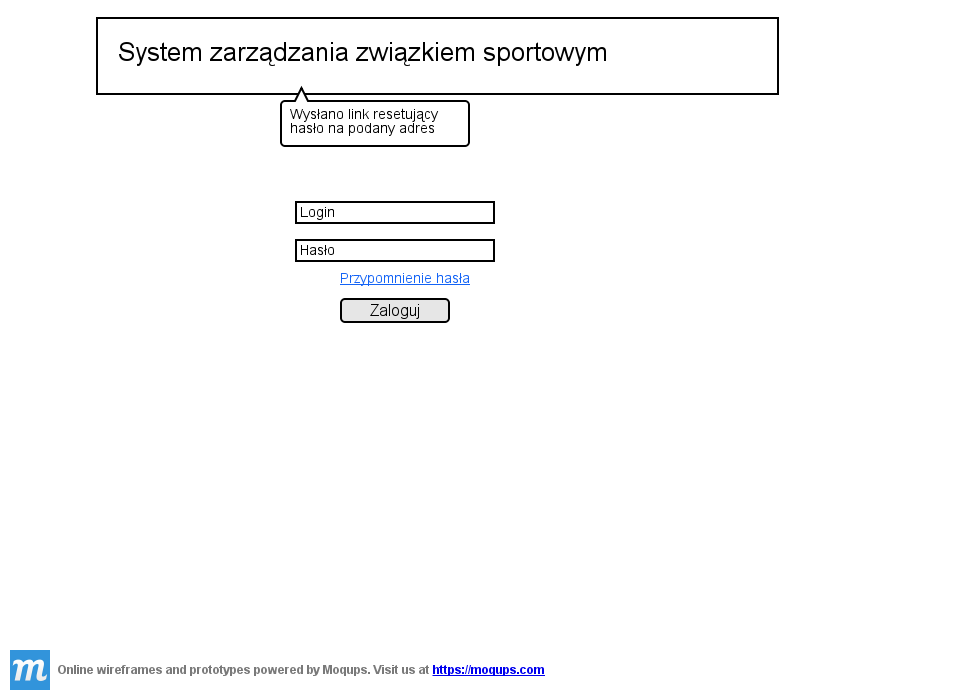 System zarządzania związkiem sportowym
Wysłano link resetujący
hasło na podany adres
Login
Hasło
Przypomnienie hasła
Zaloguj
m Online wireframes and prototypes powered by Moqups. Visit us at https://moqups.com